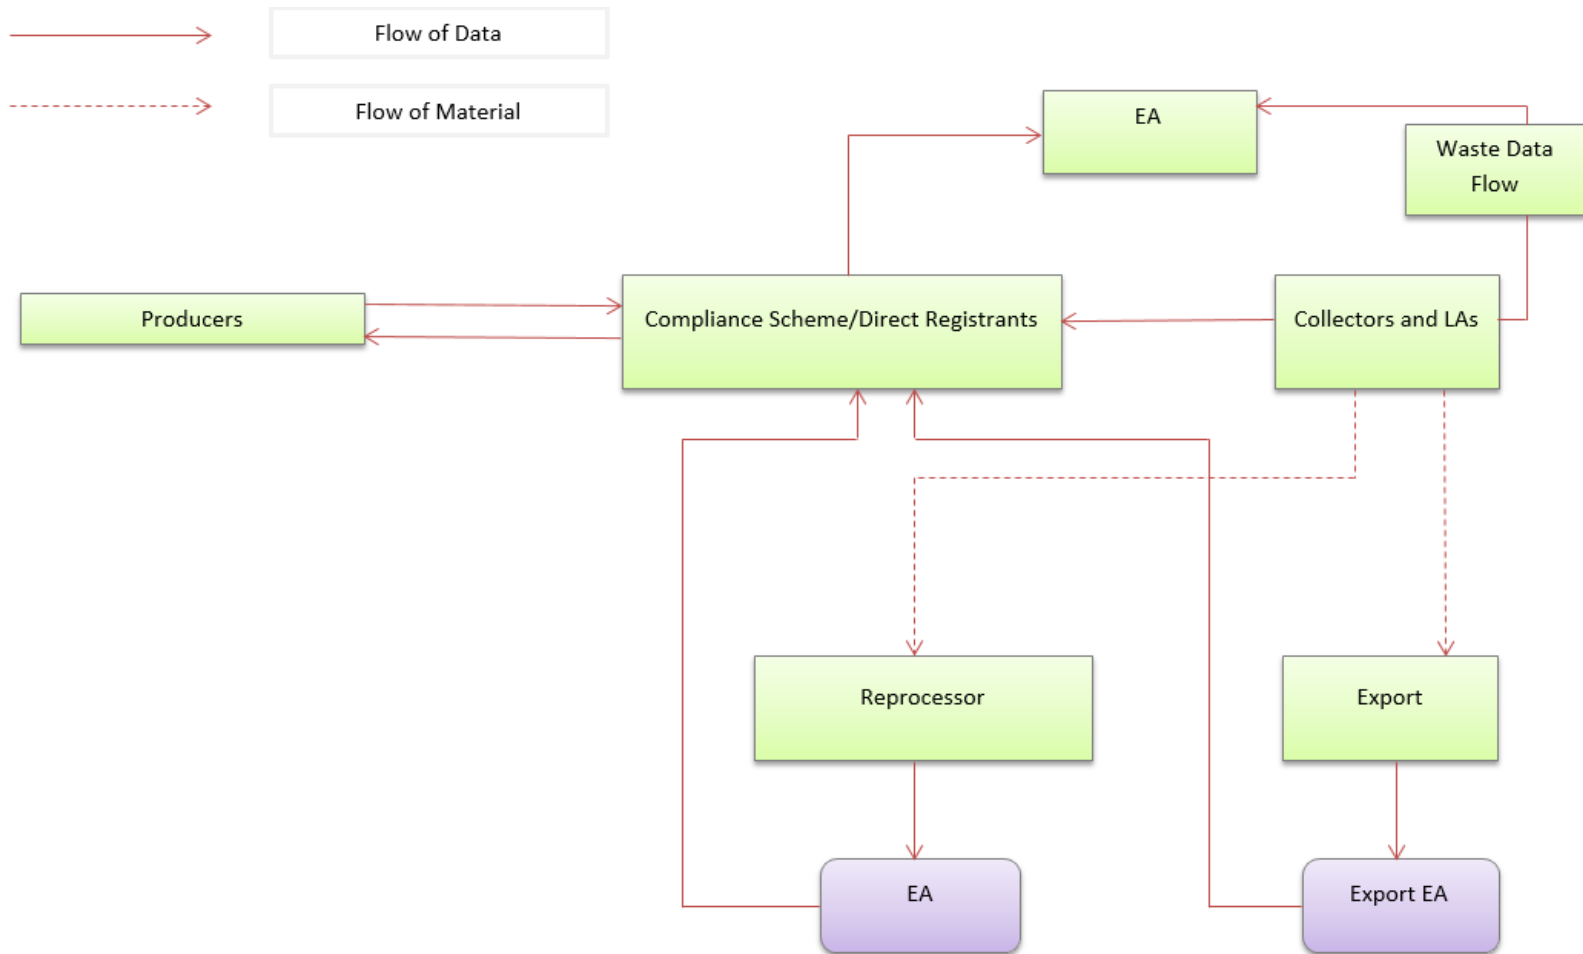 Flow of Data
Flow of Material
EA
Waste Data
Flow
Producers
Compliance Scheme/Direct Registrants
Collectors and LAs
Reprocessor
Export
EA
Export EA